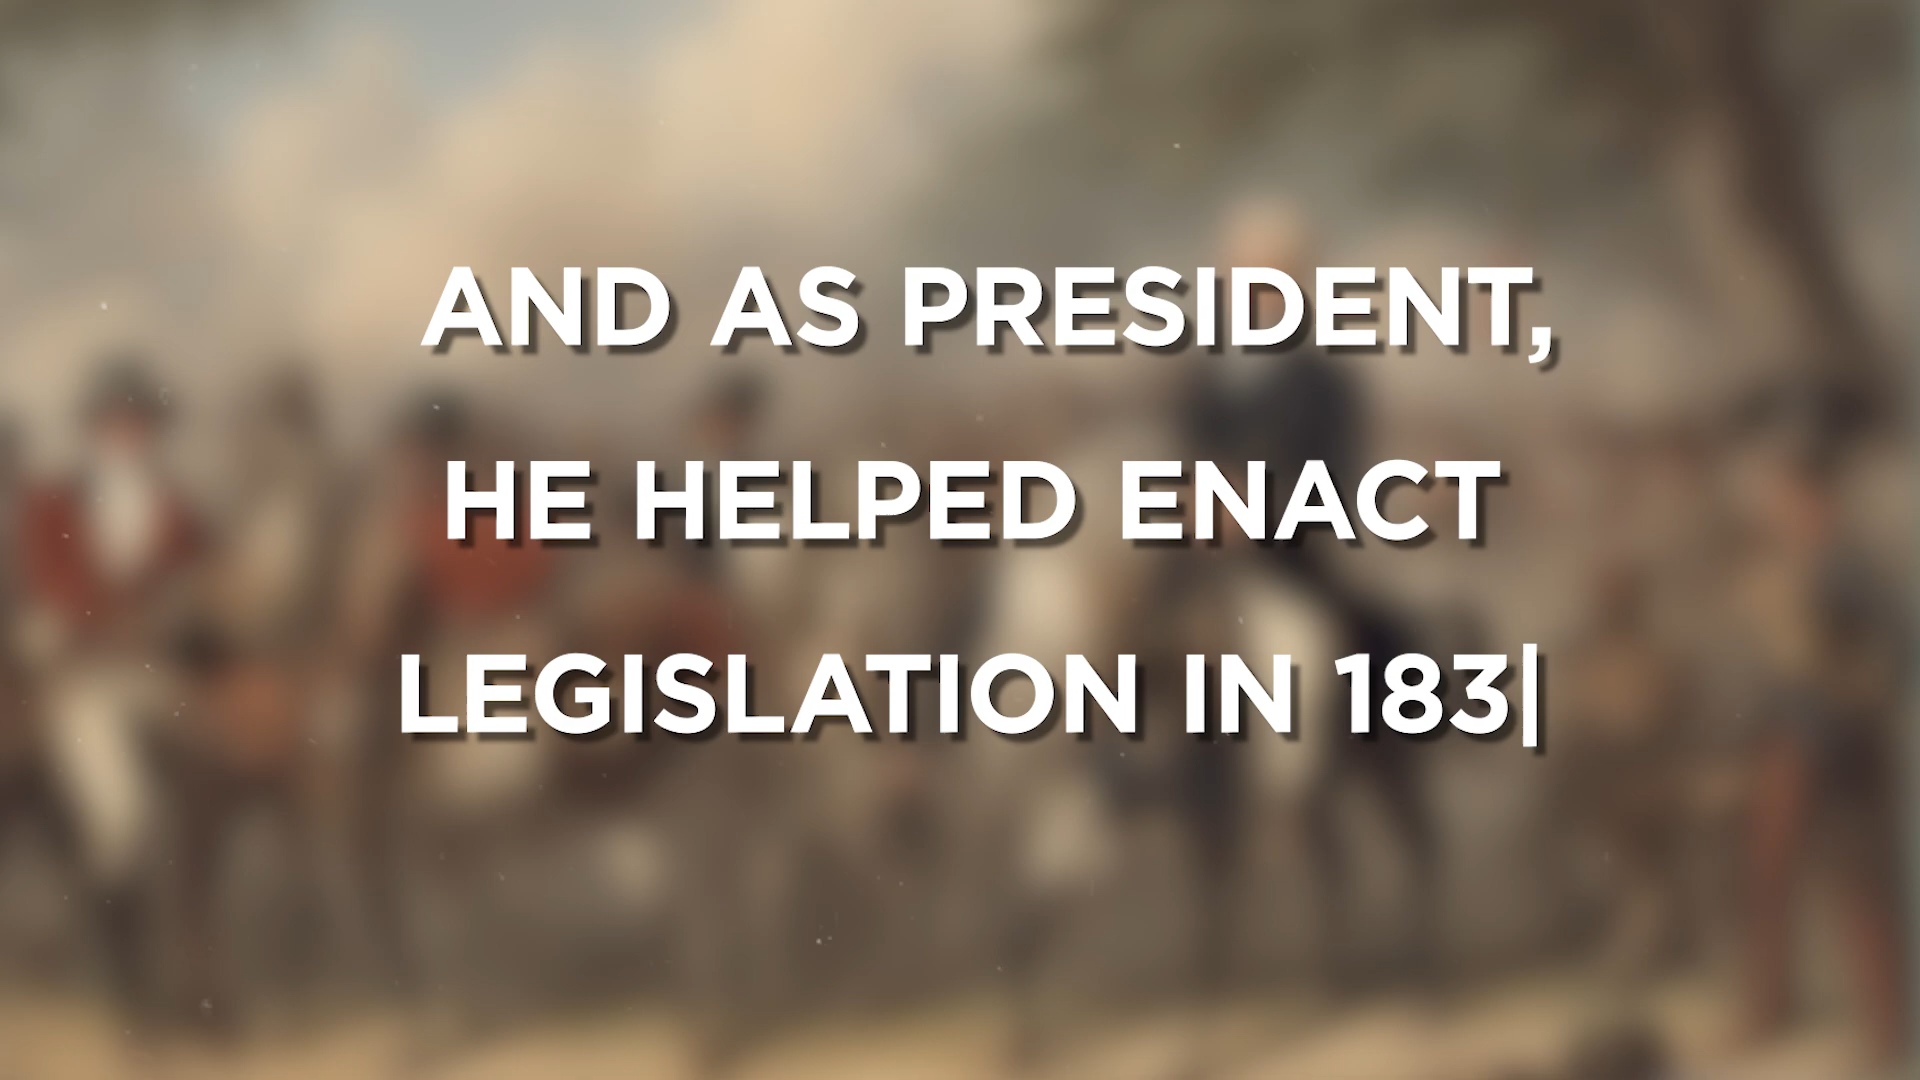 AND AS PRESIDENT,
HE HELPED ENACT
LEGISLATION IN 183|